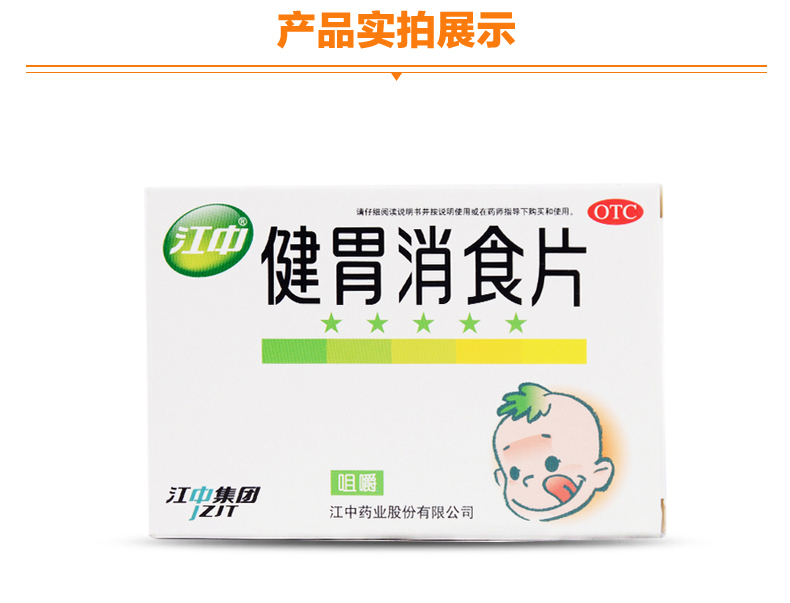 产品实拍展示
请仔细阅读说明书并按说明使用或在药师指导下购买和使用。
OTC
江中®
健胃消食片
咀嚼
江中集团
JZJT
江中药业股份有限公司